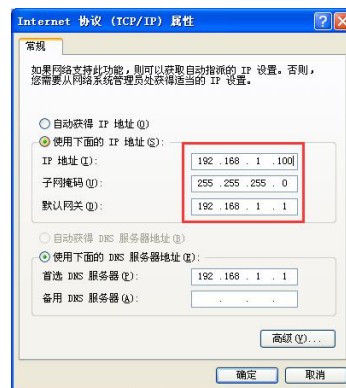 Internet 协议 (TCP/IP) 属性
常规
如果网络支持此功能，则可以获取自动指派的 IP 设置。否则，
您需要从网络系统管理员处获得适当的 IP 设置。
自动获得 IP 地址(O)
使用下面的 IP 地址(S):
IP 地址(I): 192 .168 . 1 .100
子网掩码(U): 255 .255 .255 . 0
默认网关(D): 192 .168 . 1 . 1
自动获得 DNS 服务器地址(B)
使用下面的 DNS 服务器地址(E):
首选 DNS 服务器(P): 192 .168 . 1 . 1
备用 DNS 服务器(A): . . .
高级(V)...
确定 取消